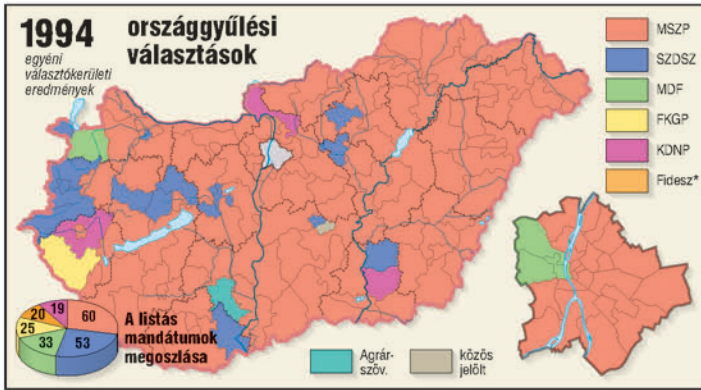 1994
országgyűlési
választások
egyéni
választókerületi
eredmények
MSZP
SZDSZ
MDF
FKGP
KDNP
Fidesz*
19
20
60
25
33
53
A listás
mandátumok
megoszlása
Agrár-
szöv.
közös
jelölt